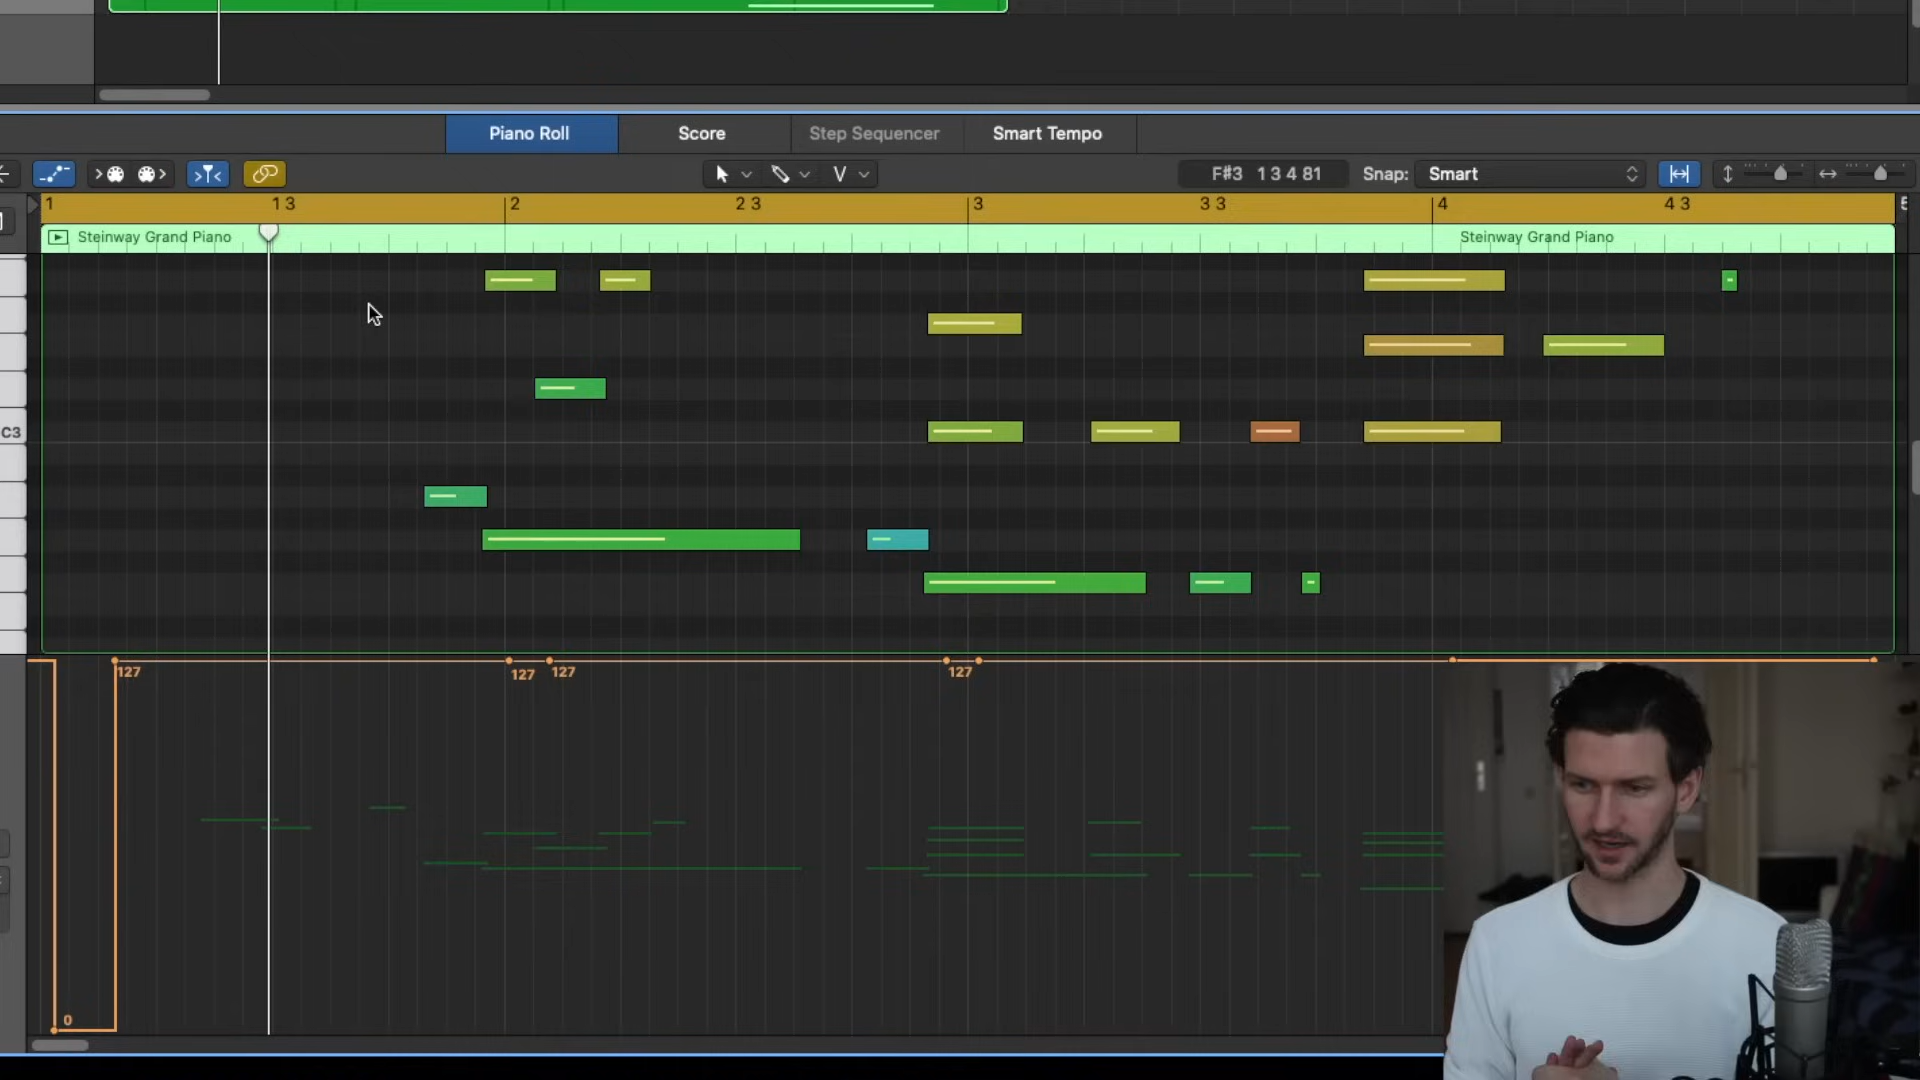 Piano Roll
Score
Step Sequencer
Smart Tempo
V
F#3 1 3 4 81
Snap:
Smart
1
1 3
2
2 3
3
3 3
4
4 3
5
Steinway Grand Piano
Steinway Grand Piano
C3
127
127
127
127
0